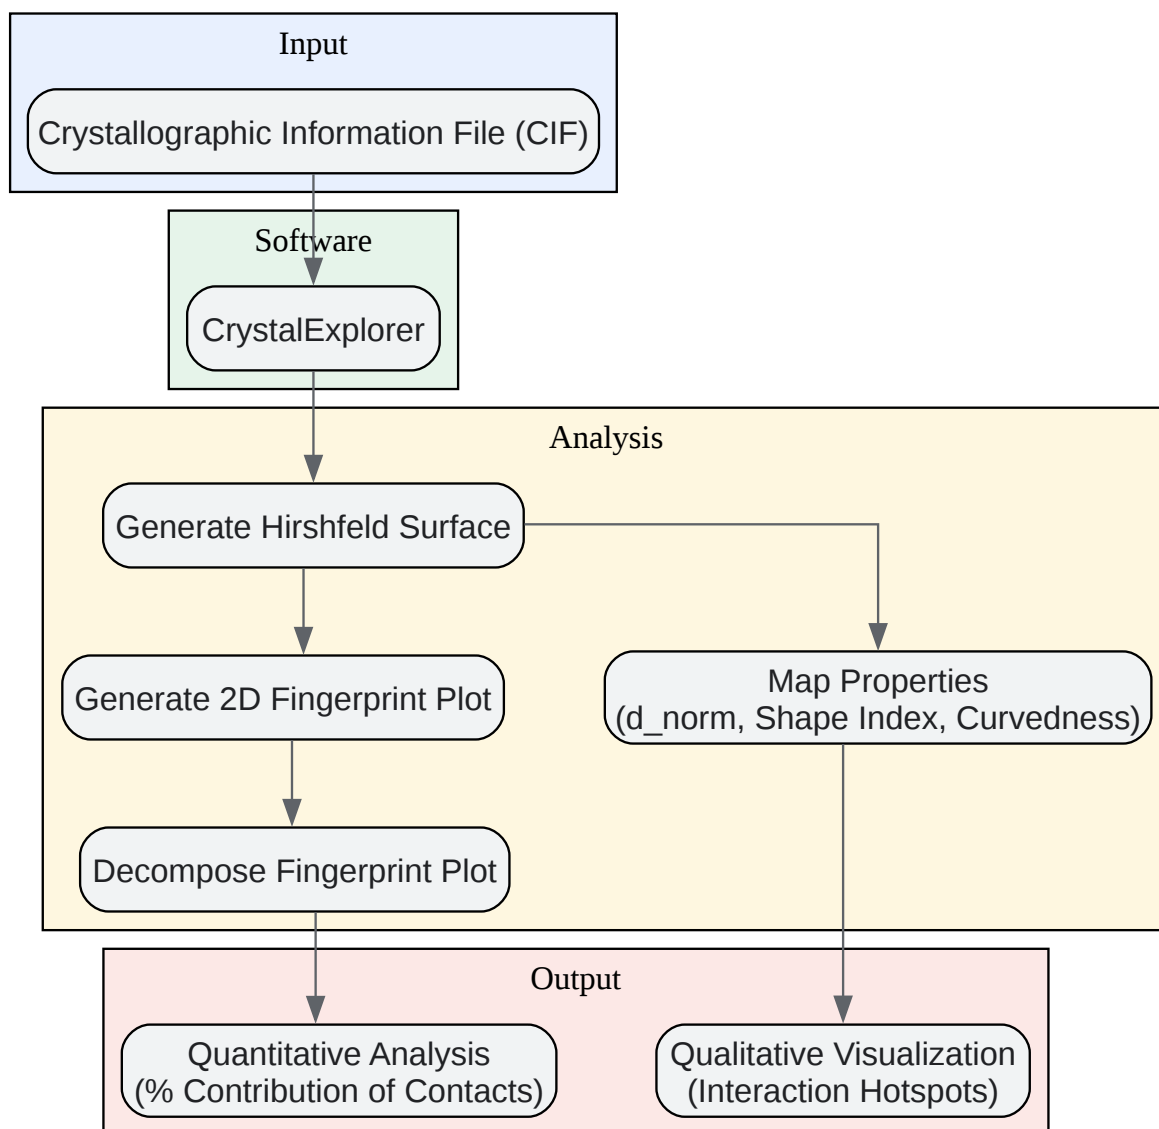 Input
Crystallographic Information File (CIF)
Software
CrystalExplorer
Analysis
Generate Hirshfeld Surface
Generate 2D Fingerprint Plot
Map Properties
(d_norm, Shape Index, Curvedness)
Decompose Fingerprint Plot
Output
Quantitative Analysis
(% Contribution of Contacts)
Qualitative Visualization
(Interaction Hotspots)